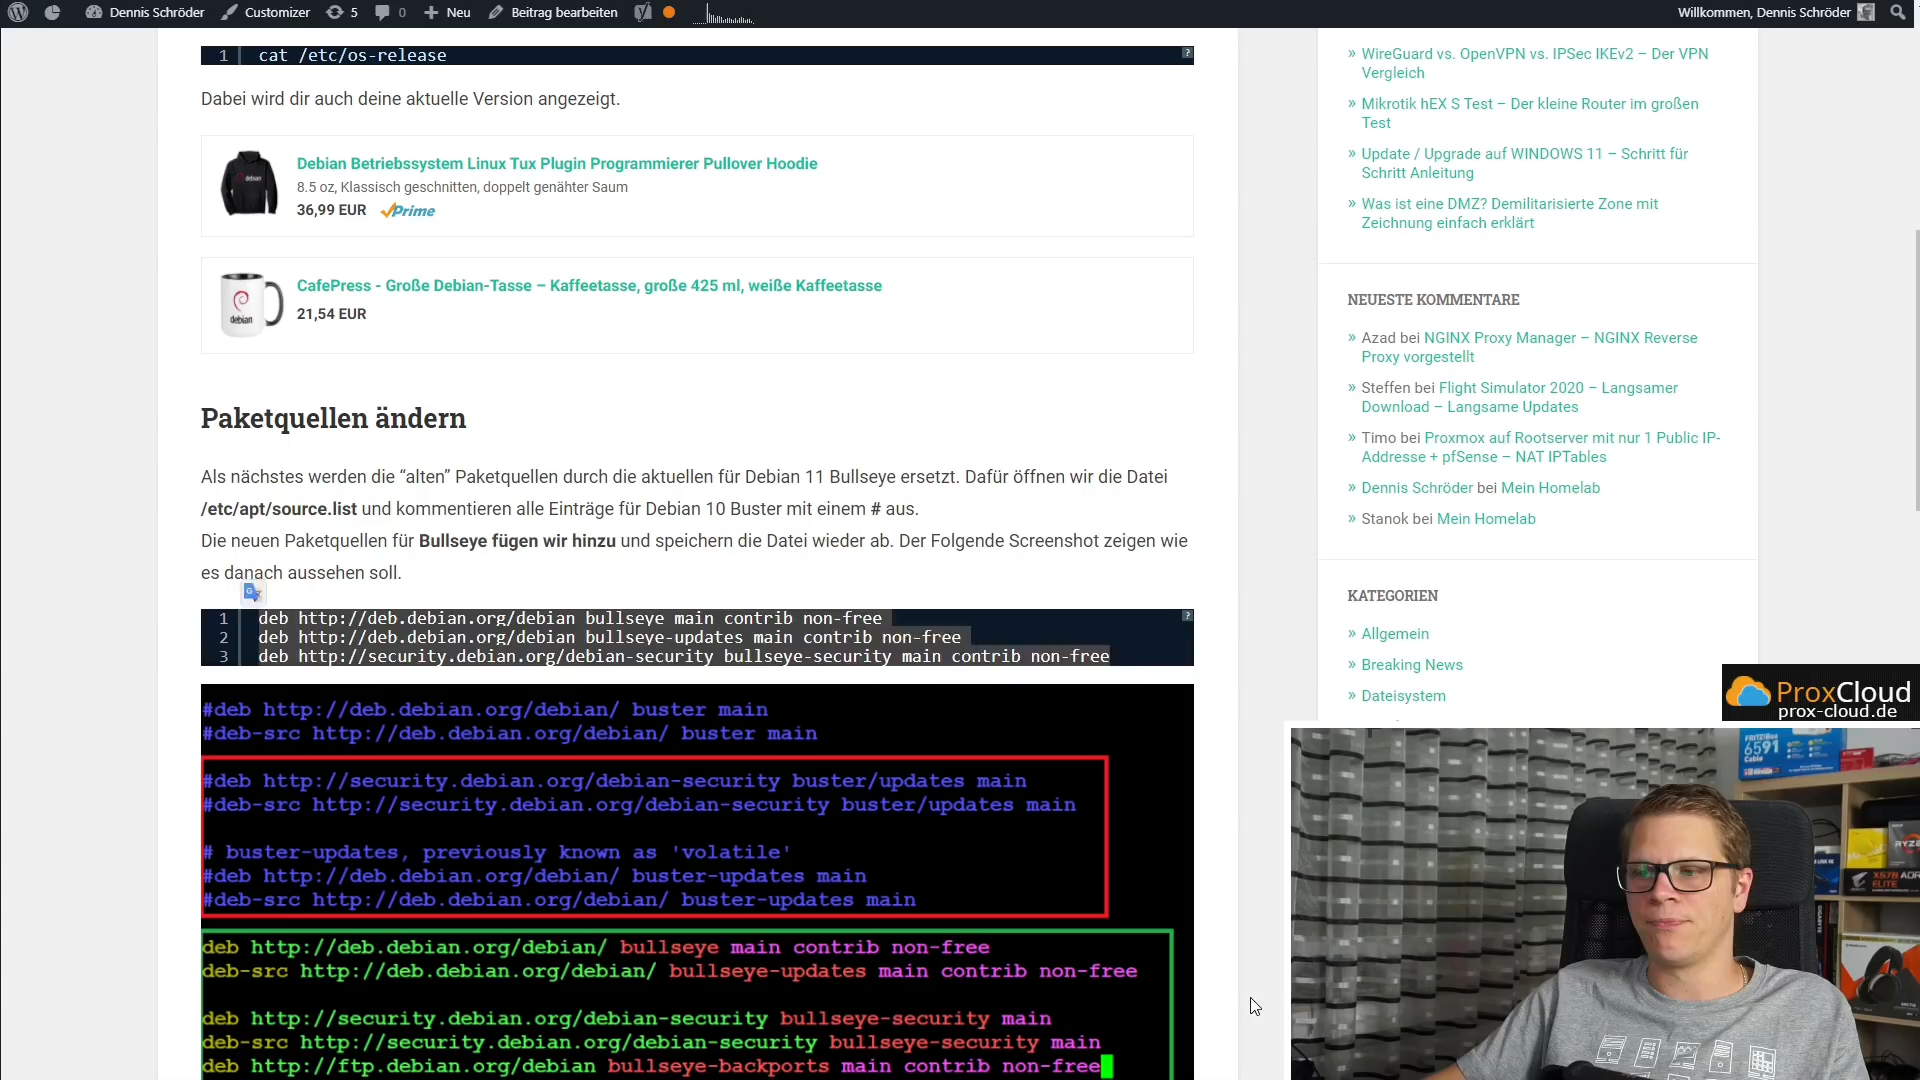 Dennis Schröder
Customizer
5
0
Neu
Beitrag bearbeiten
Willkommen, Dennis Schröder
1 cat /etc/os-release
?
Dabei wird dir auch deine aktuelle Version angezeigt.
debian
Debian Betriebssystem Linux Tux Plugin Programmierer Pullover Hoodie
8.5 oz, Klassisch geschnitten, doppelt genähter Saum
36,99 EUR
Prime
debian
CafePress - Große Debian-Tasse – Kaffeetasse, große 425 ml, weiße Kaffeetasse
21,54 EUR
Paketquellen ändern
Als nächstes werden die “alten” Paketquellen durch die aktuellen für Debian 11 Bullseye ersetzt. Dafür öffnen wir die Datei
/etc/apt/source.list und kommentieren alle Einträge für Debian 10 Buster mit einem # aus.
Die neuen Paketquellen für Bullseye fügen wir hinzu und speichern die Datei wieder ab. Der Folgende Screenshot zeigen wie
es danach aussehen soll.
?
1 deb http://deb.debian.org/debian bullseye main contrib non-free
2 deb http://deb.debian.org/debian bullseye-updates main contrib non-free
3 deb http://security.debian.org/debian-security bullseye-security main contrib non-free
#deb http://deb.debian.org/debian/ buster main
#deb-src http://deb.debian.org/debian/ buster main
#deb http://security.debian.org/debian-security buster/updates main
#deb-src http://security.debian.org/debian-security buster/updates main
# buster-updates, previously known as 'volatile'
#deb http://deb.debian.org/debian/ buster-updates main
#deb-src http://deb.debian.org/debian/ buster-updates main
deb http://deb.debian.org/debian/ bullseye main contrib non-free
deb-src http://deb.debian.org/debian/ bullseye-updates main contrib non-free
deb http://security.debian.org/debian-security bullseye-security main
deb-src http://security.debian.org/debian-security bullseye-security main
deb http://ftp.debian.org/debian bullseye-backports main contrib non-free
» WireGuard vs. OpenVPN vs. IPSec IKEv2 – Der VPN
Vergleich
» Mikrotik hEX S Test – Der kleine Router im großen
Test
» Update / Upgrade auf WINDOWS 11 – Schritt für
Schritt Anleitung
» Was ist eine DMZ? Demilitarisierte Zone mit
Zeichnung einfach erklärt
NEUESTE KOMMENTARE
» Azad bei NGINX Proxy Manager – NGINX Reverse
Proxy vorgestellt
» Steffen bei Flight Simulator 2020 – Langsamer
Download – Langsame Updates
» Timo bei Proxmox auf Rootserver mit nur 1 Public IP-
Addresse + pfSense – NAT IPTables
» Dennis Schröder bei Mein Homelab
» Stanok bei Mein Homelab
KATEGORIEN
» Allgemein
» Breaking News
» Dateisystem
ProxCloud
prox-cloud.de
FRITZ!Box
6591
Cable
RYZE
X570 AOR
ELITE